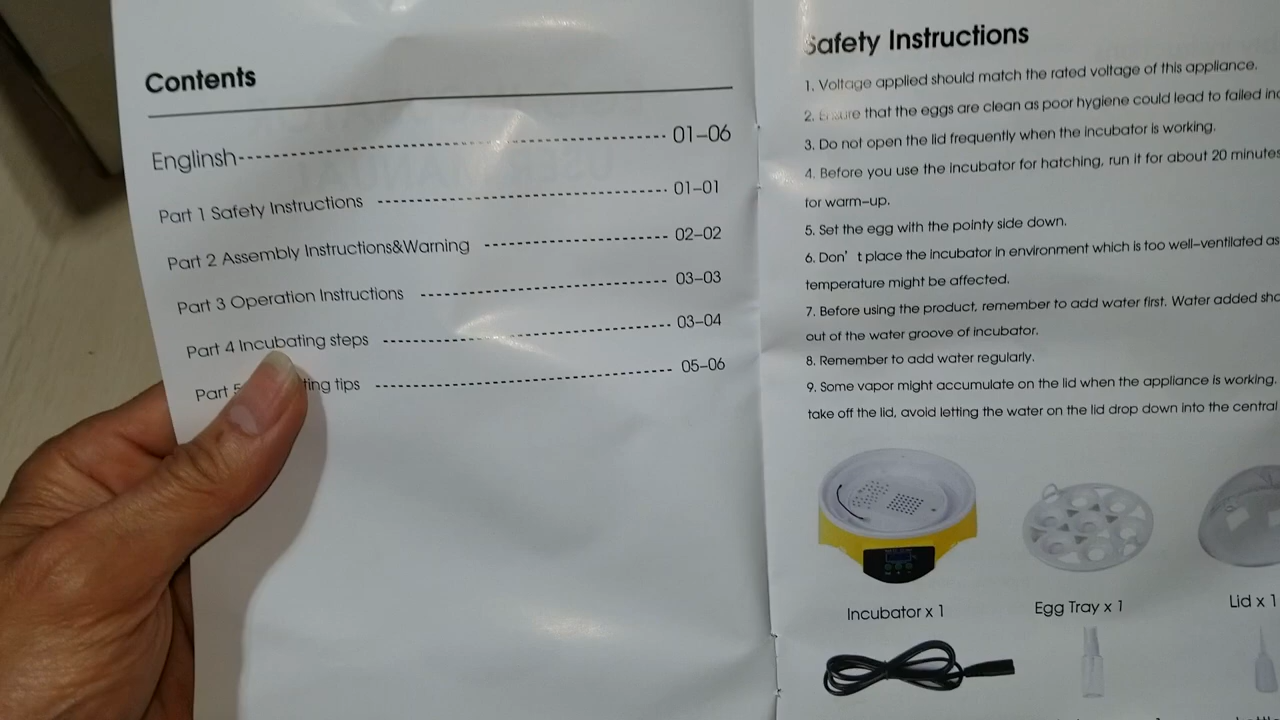 Contents
Englinsh 01–06
Part 1 Safety Instructions 01–01
Part 2 Assembly Instructions&Warning 02–02
Part 3 Operation Instructions 03–03
Part 4 Incubating steps 03–04
Part ting tips 05–06
Safety Instructions
1. Voltage applied should match the rated voltage of this appliance.
2. Ensure that the eggs are clean as poor hygiene could lead to failed
3. Do not open the lid frequently when the incubator is working.
4. Before you use the incubator for hatching, run it for about 20 minutes
for warm–up.
5. Set the egg with the pointy side down.
6. Don’ t place the incubator in environment which is too well–ventilated as
temperature might be affected.
7. Before using the product, remember to add water first. Water added
out of the water groove of incubator.
8. Remember to add water regularly.
9. Some vapor might accumulate on the lid when the appliance is working.
take off the lid, avoid letting the water on the lid drop down into the central
Incubator x 1
Egg Tray x 1
Lid x 1